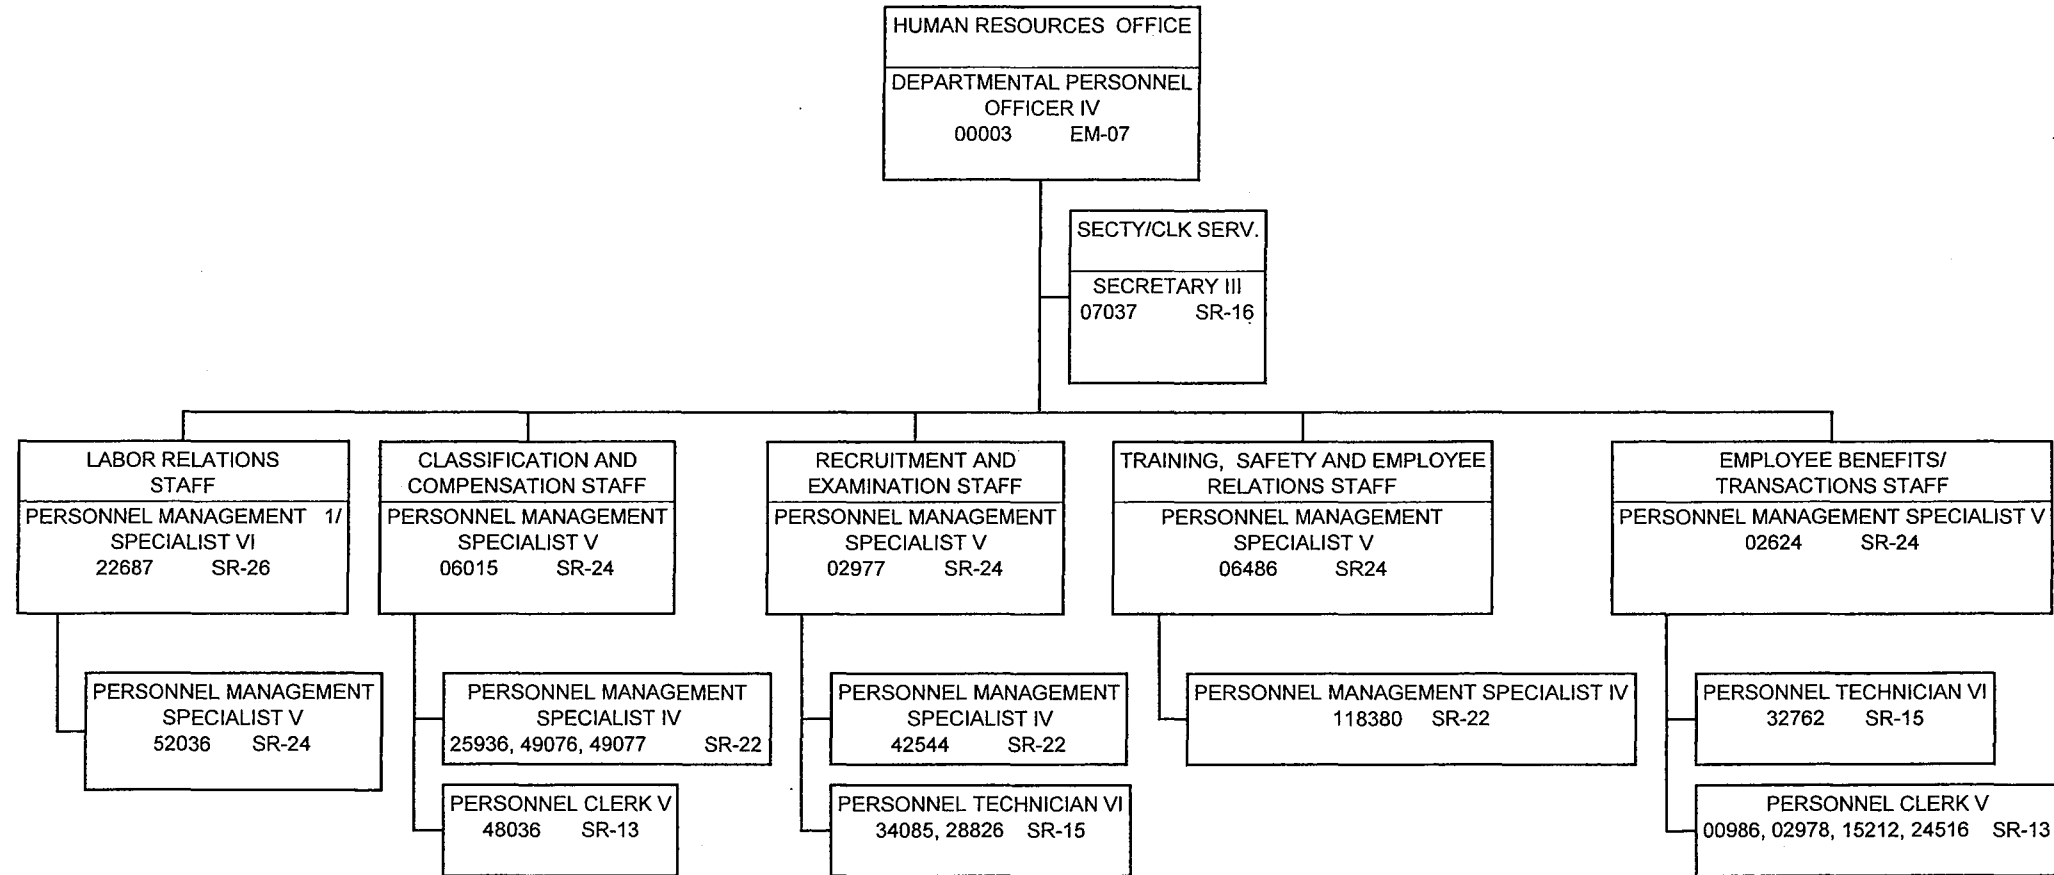 HUMAN RESOURCES OFFICE
DEPARTMENTAL PERSONNEL
OFFICER IV
00003 EM-07
SECTY/CLK SERV.
SECRETARY III
07037 SR-16
LABOR RELATIONS
STAFF
PERSONNEL MANAGEMENT 1/
SPECIALIST VI
22687 SR-26
CLASSIFICATION AND
COMPENSATION STAFF
PERSONNEL MANAGEMENT
SPECIALIST V
06015 SR-24
RECRUITMENT AND
EXAMINATION STAFF
PERSONNEL MANAGEMENT
SPECIALIST V
02977 SR-24
TRAINING, SAFETY AND EMPLOYEE
RELATIONS STAFF
PERSONNEL MANAGEMENT
SPECIALIST V
06486 SR24
EMPLOYEE BENEFITS/
TRANSACTIONS STAFF
PERSONNEL MANAGEMENT SPECIALIST V
02624 SR-24
PERSONNEL MANAGEMENT
SPECIALIST V
52036 SR-24
PERSONNEL MANAGEMENT
SPECIALIST IV
25936, 49076, 49077 SR-22
PERSONNEL CLERK V
48036 SR-13
PERSONNEL MANAGEMENT
SPECIALIST IV
42544 SR-22
PERSONNEL TECHNICIAN VI
34085, 28826 SR-15
PERSONNEL MANAGEMENT SPECIALIST IV
118380 SR-22
PERSONNEL TECHNICIAN VI
32762 SR-15
PERSONNEL CLERK V
00986, 02978, 15212, 24516 SR-13